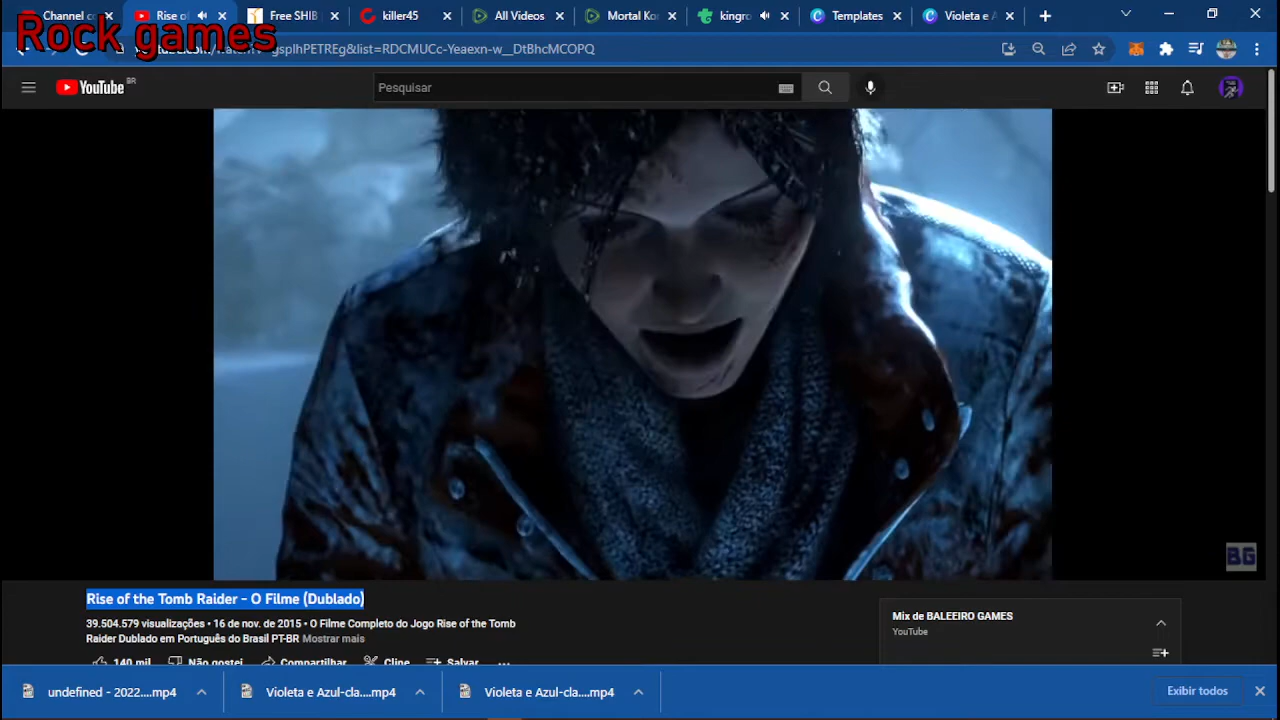 Channel c
Rise of
Free SHIB
killer45
All Videos
Mortal Ko
kingro
Templates
Violeta e A
Rock games
gsplhPETREg&list=RDCMUCc-Yeaexn-w__DtBhcMCOPQ
YouTube BR
Pesquisar
BG
Rise of the Tomb Raider - O Filme (Dublado)
39.504.579 visualizações • 16 de nov. de 2015 • O Filme Completo do Jogo Rise of the Tomb
Raider Dublado em Português do Brasil PT-BR Mostrar mais
140 mil Não gostei Compartilhar Clipe Salvar
Mix de BALEEIRO GAMES
YouTube
undefined - 2022....mp4
Violeta e Azul-cla....mp4
Violeta e Azul-cla....mp4
Exibir todos